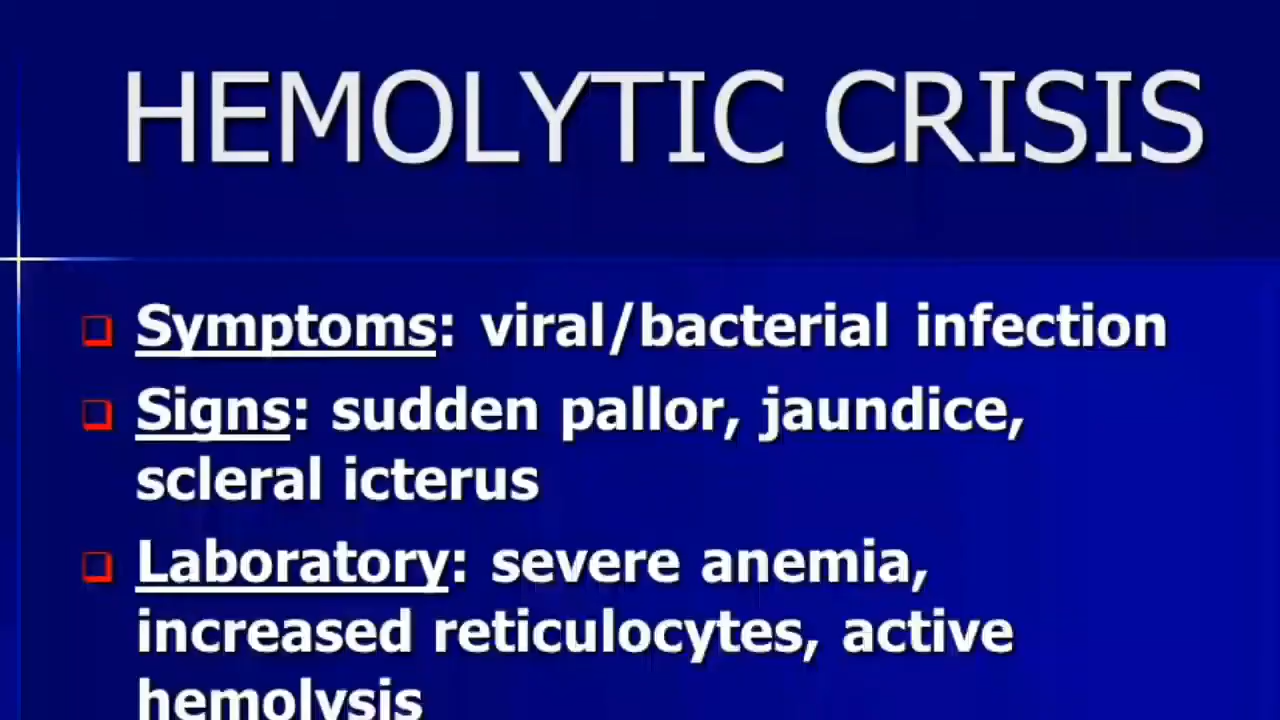 HEMOLYTIC CRISIS
Symptoms: viral/bacterial infection
Signs: sudden pallor, jaundice,
scleral icterus
Laboratory: severe anemia,
increased reticulocytes, active
hemolysis